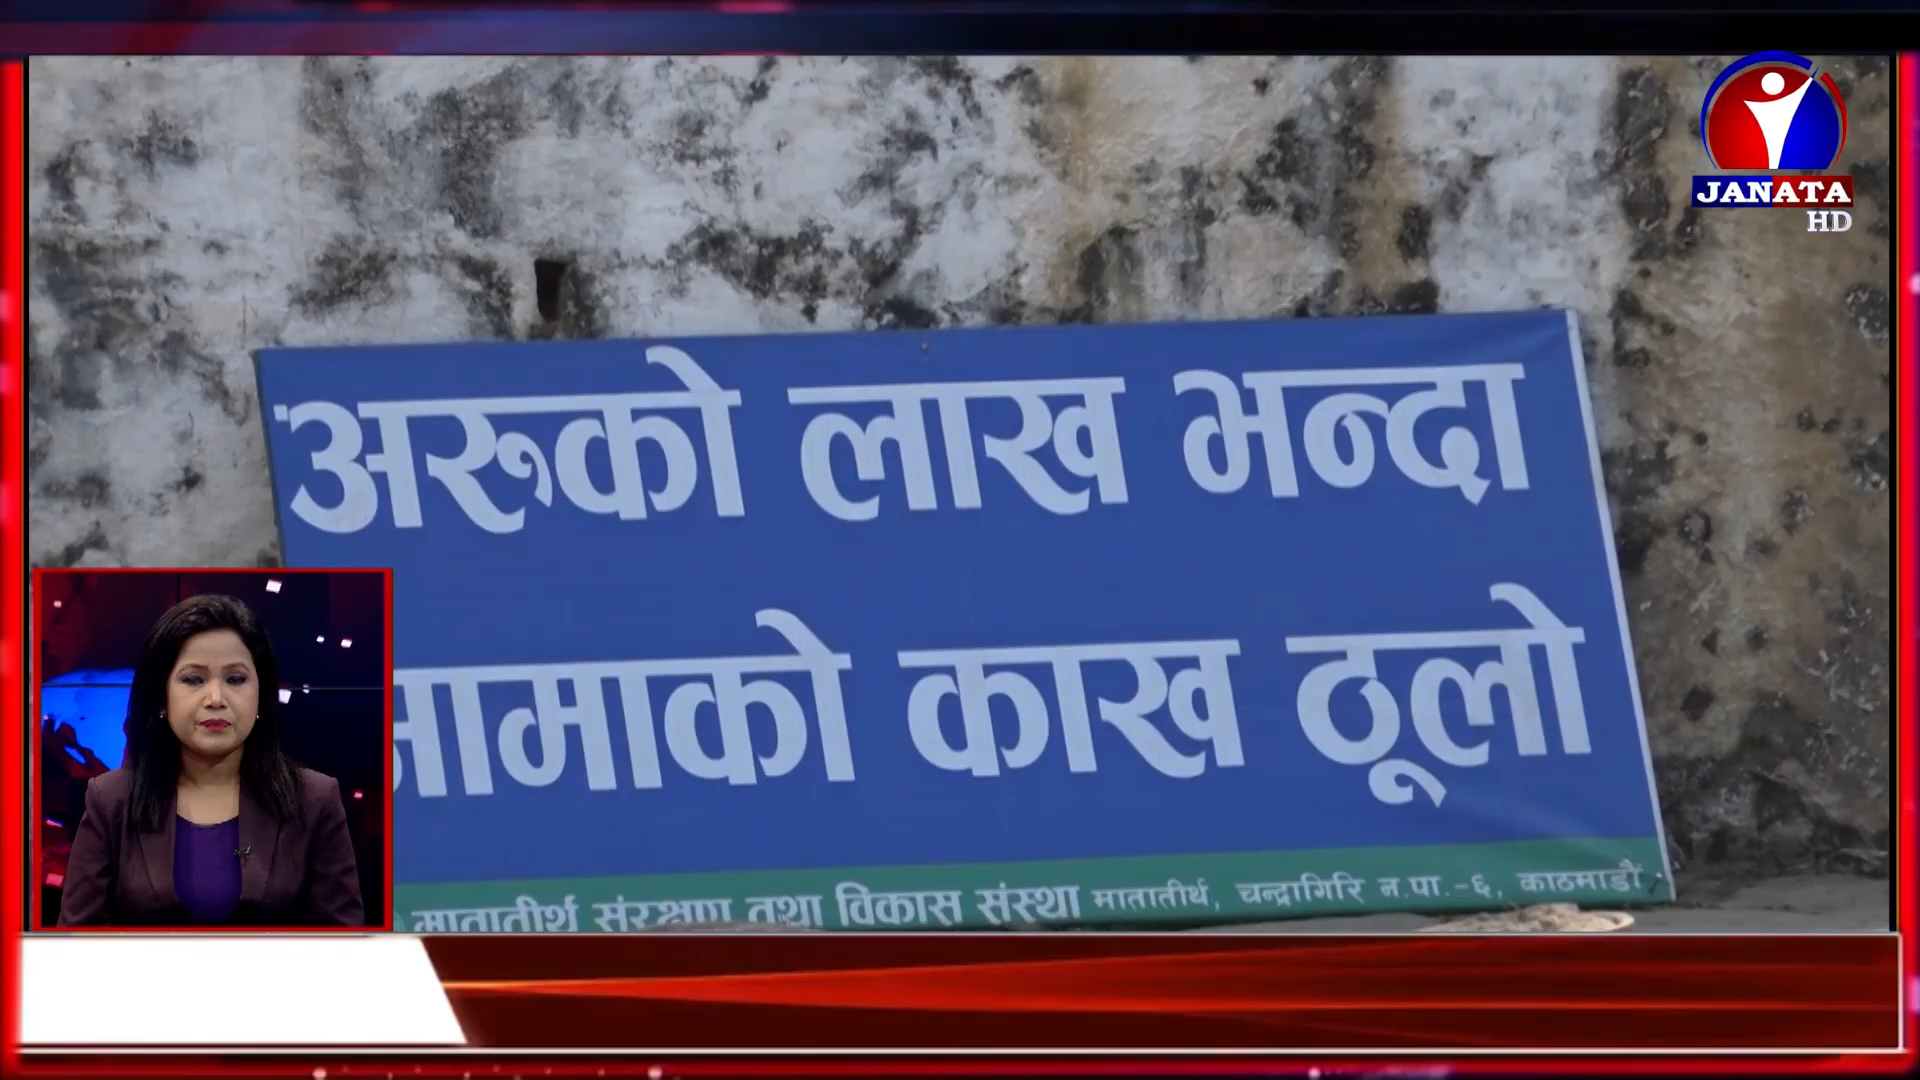 JANATA
HD
अरुको लाख भन्दा
आमाको काख ठूलो
मातातीर्थ संरक्षण तथा विकास संस्था मातातीर्थ, चन्द्रागिरि न.पा.-६, काठमाडौं